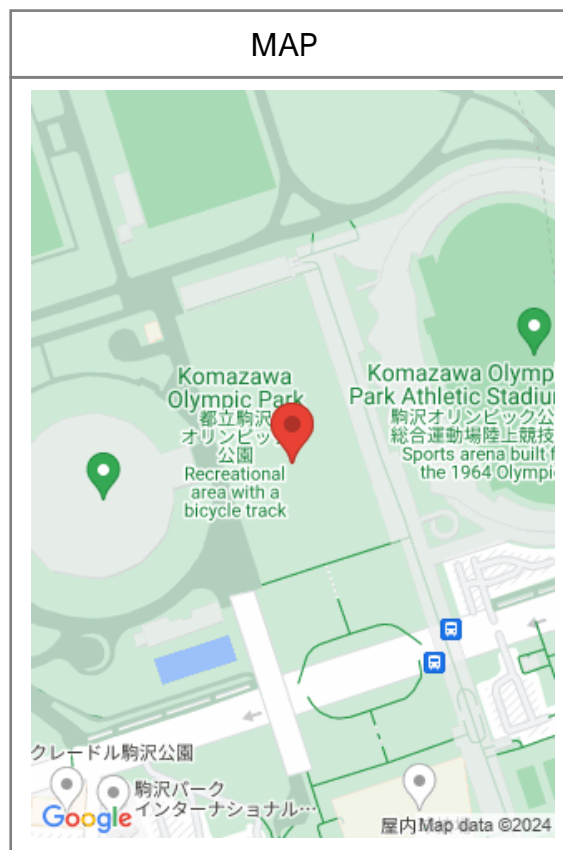 MAP
Komazawa
Olympic Park
都立駒沢
オリンピック
公園
Recreational
area with a
bicycle track
Komazawa Olymp
Park Athletic Stadiu
駒沢オリンピック公
総合運動場陸上競技
Sports arena built f
the 1964 Olympi
クレードル駒沢公園
駒沢パーク
インターナショナル…
Google
屋内
Map data ©2024